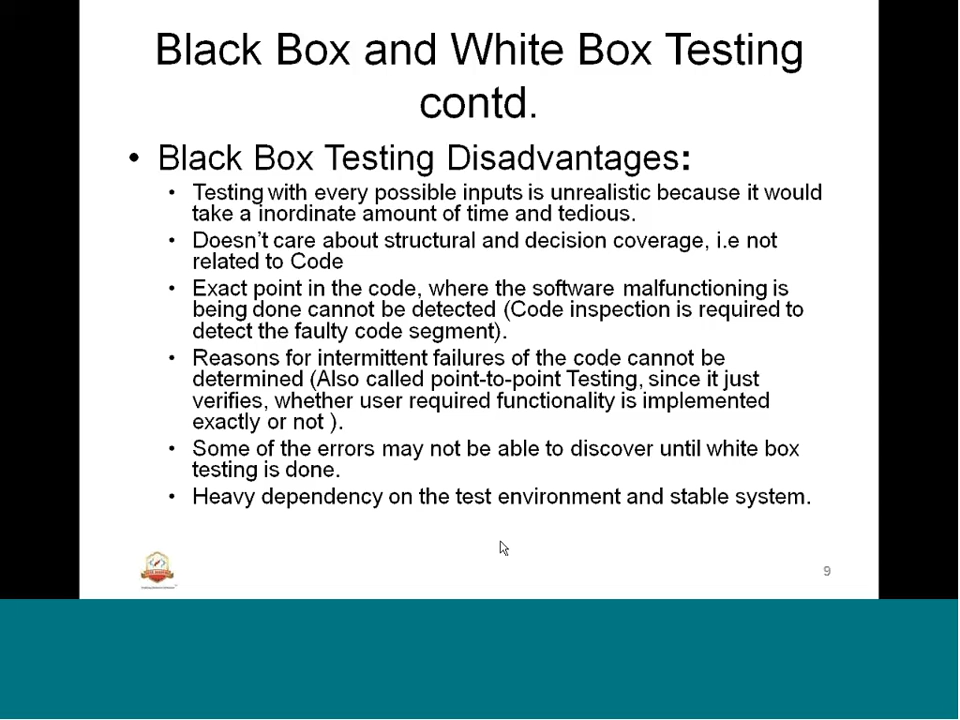 Black Box and White Box Testing
contd.
• Black Box Testing Disadvantages:
• Testing with every possible inputs is unrealistic because it would
take a inordinate amount of time and tedious.
• Doesn't care about structural and decision coverage, i.e not
related to Code
• Exact point in the code, where the software malfunctioning is
being done cannot be detected (Code inspection is required to
detect the faulty code segment).
• Reasons for intermittent failures of the code cannot be
determined (Also called point-to-point Testing, since it just
verifies, whether user required functionality is implemented
exactly or not ).
• Some of the errors may not be able to discover until white box
testing is done.
• Heavy dependency on the test environment and stable system.
9